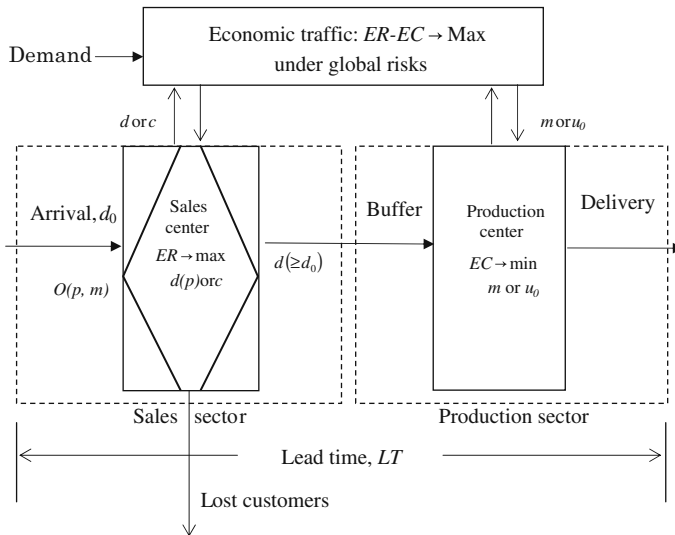 Economic traffic: ER-EC → Max
under global risks
Demand
d or c
m or u₀
Arrival, d₀
O(p, m)
Sales
center
ER → max
d(p) or c
d(≥d₀)
Buffer
Production
center
EC → min
m or u₀
Delivery
Sales sector
Production sector
Lead time, LT
Lost customers